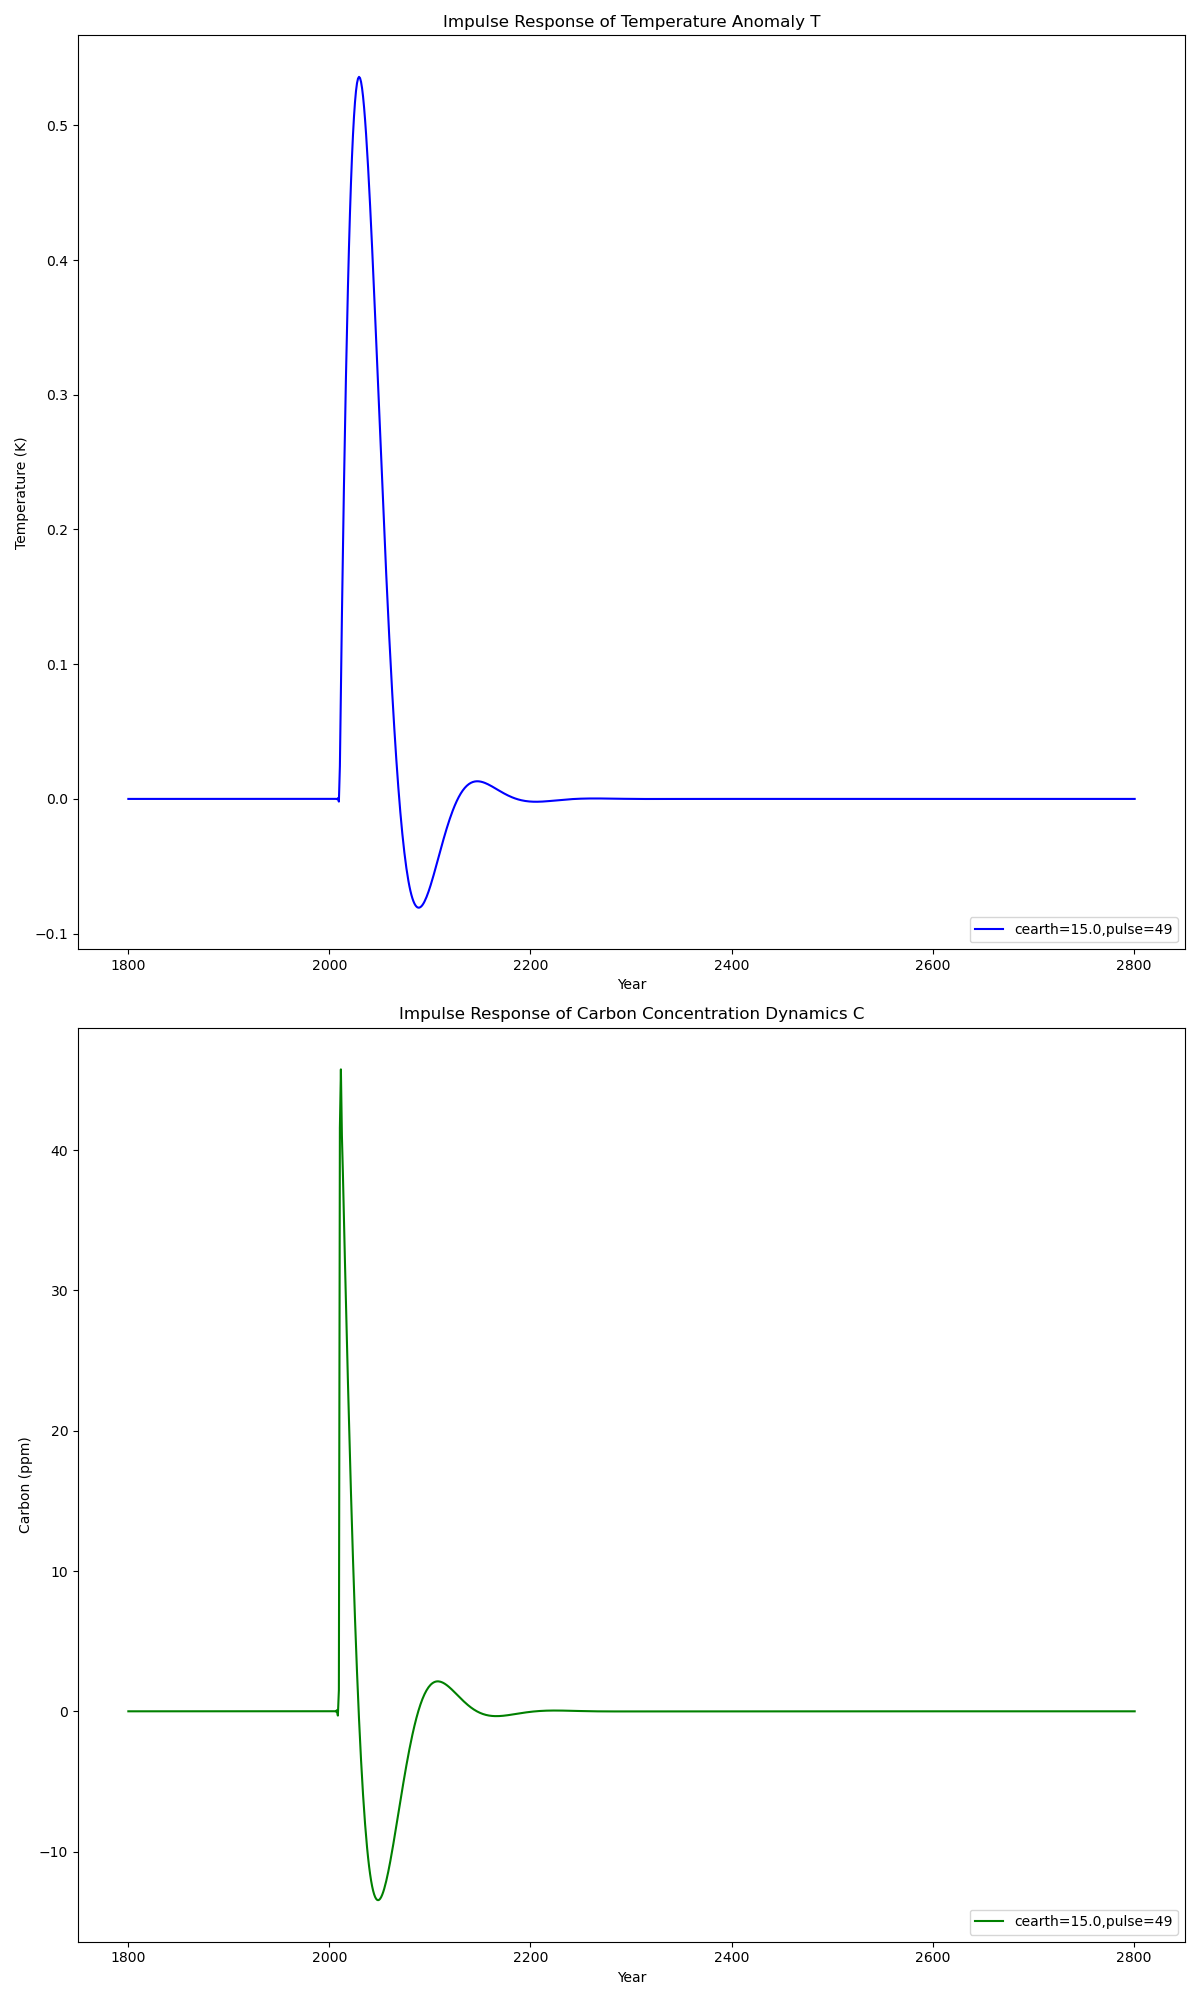 Impulse Response of Temperature Anomaly T
0.5
0.4
0.3
0.2
0.1
0.0
−0.1
Temperature (K)
cearth=15.0,pulse=49
1800 2000 2200 2400 2600 2800
Year
Impulse Response of Carbon Concentration Dynamics C
40
30
20
10
0
−10
Carbon (ppm)
cearth=15.0,pulse=49
1800 2000 2200 2400 2600 2800
Year